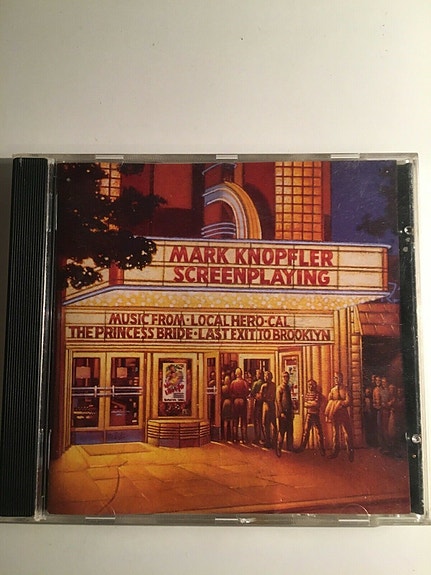 MARK KNOPFLER
SCREENPLAYING
MUSIC FROM·LOCAL HERO·CAL
THE PRINCESS BRIDE·LAST EXIT TO BROOKLYN